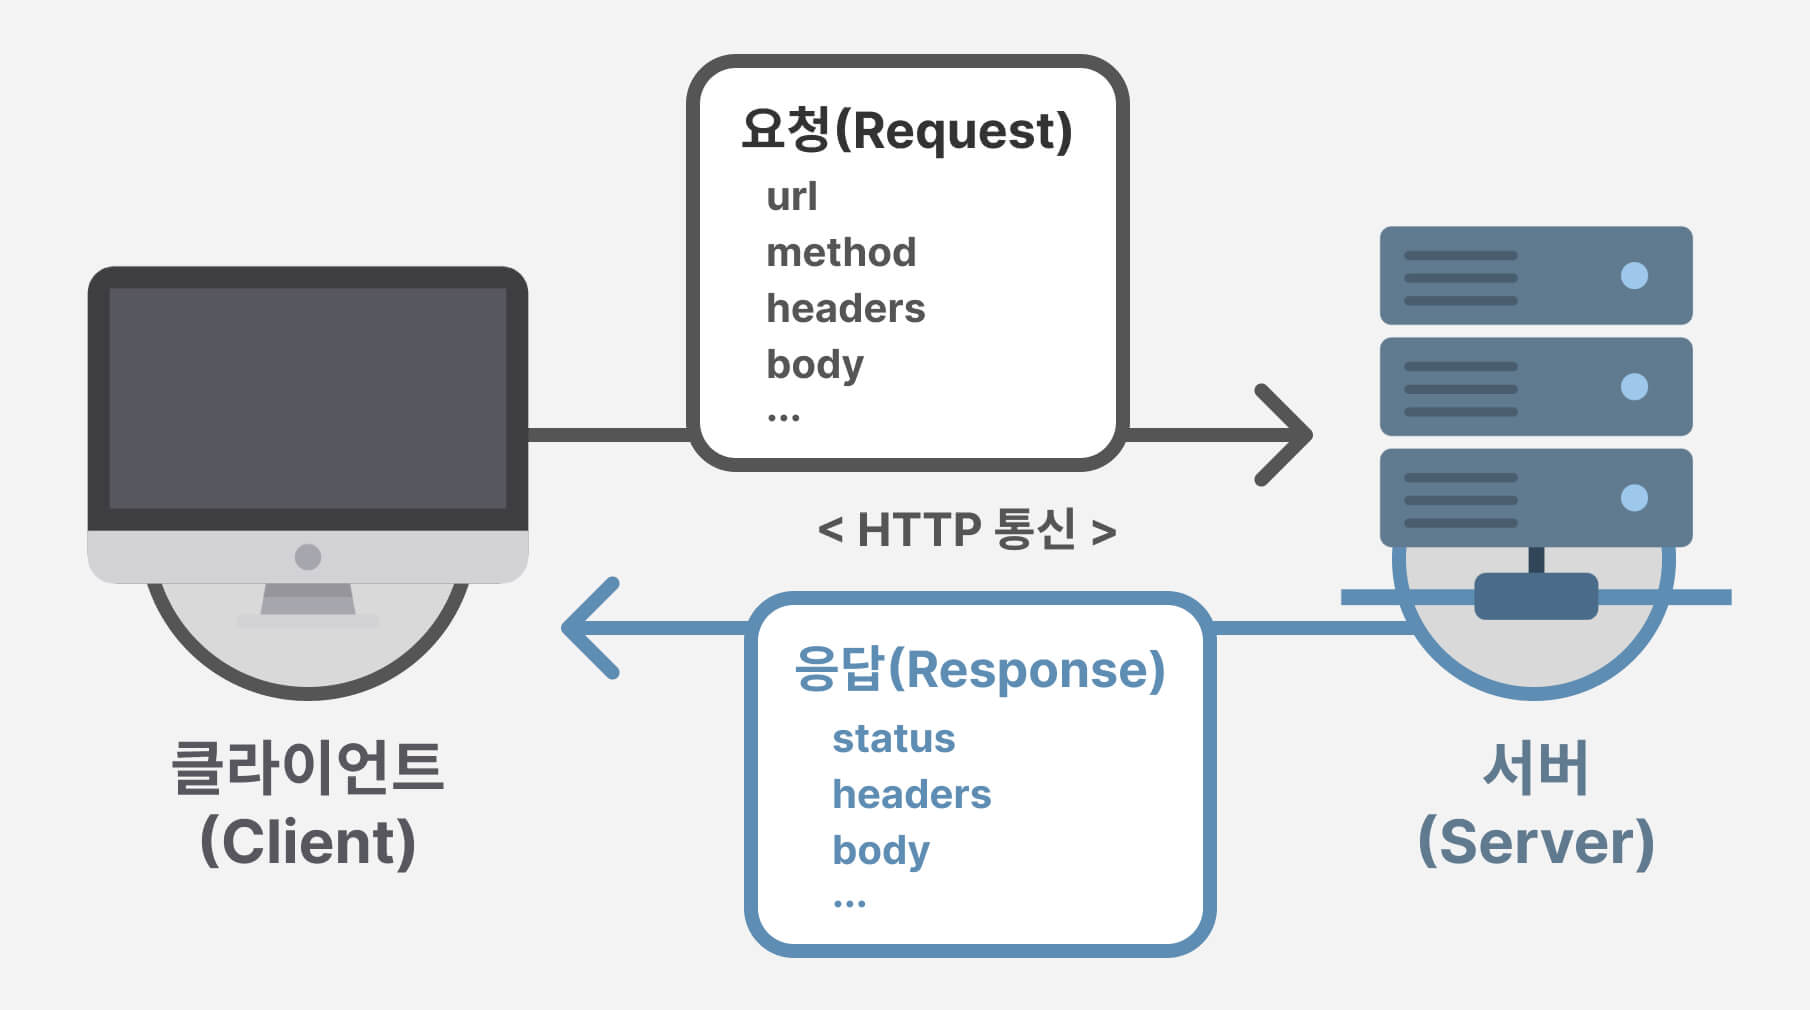 요청(Request)
url
method
headers
body
...
< HTTP 통신 >
응답(Response)
status
headers
body
...
클라이언트
(Client)
서버
(Server)